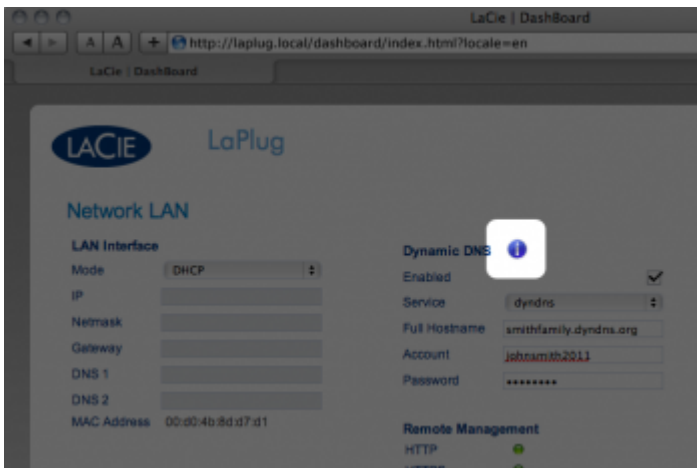 LaCie | DashBoard
A A + http://laplug.local/dashboard/index.html?locale=en
LaCie | DashBoard
LACIE LaPlug
Network LAN
LAN Interface
Mode DHCP
IP
Netmask
Gateway
DNS 1
DNS 2
MAC Address 00:d0:4b:8d:d7:d1
Dynamic DNS i
Enabled
Service dyndns
Full Hostname smithfamily.dyndns.org
Account johnsmith2011
Password ••••••••
Remote Management
HTTP